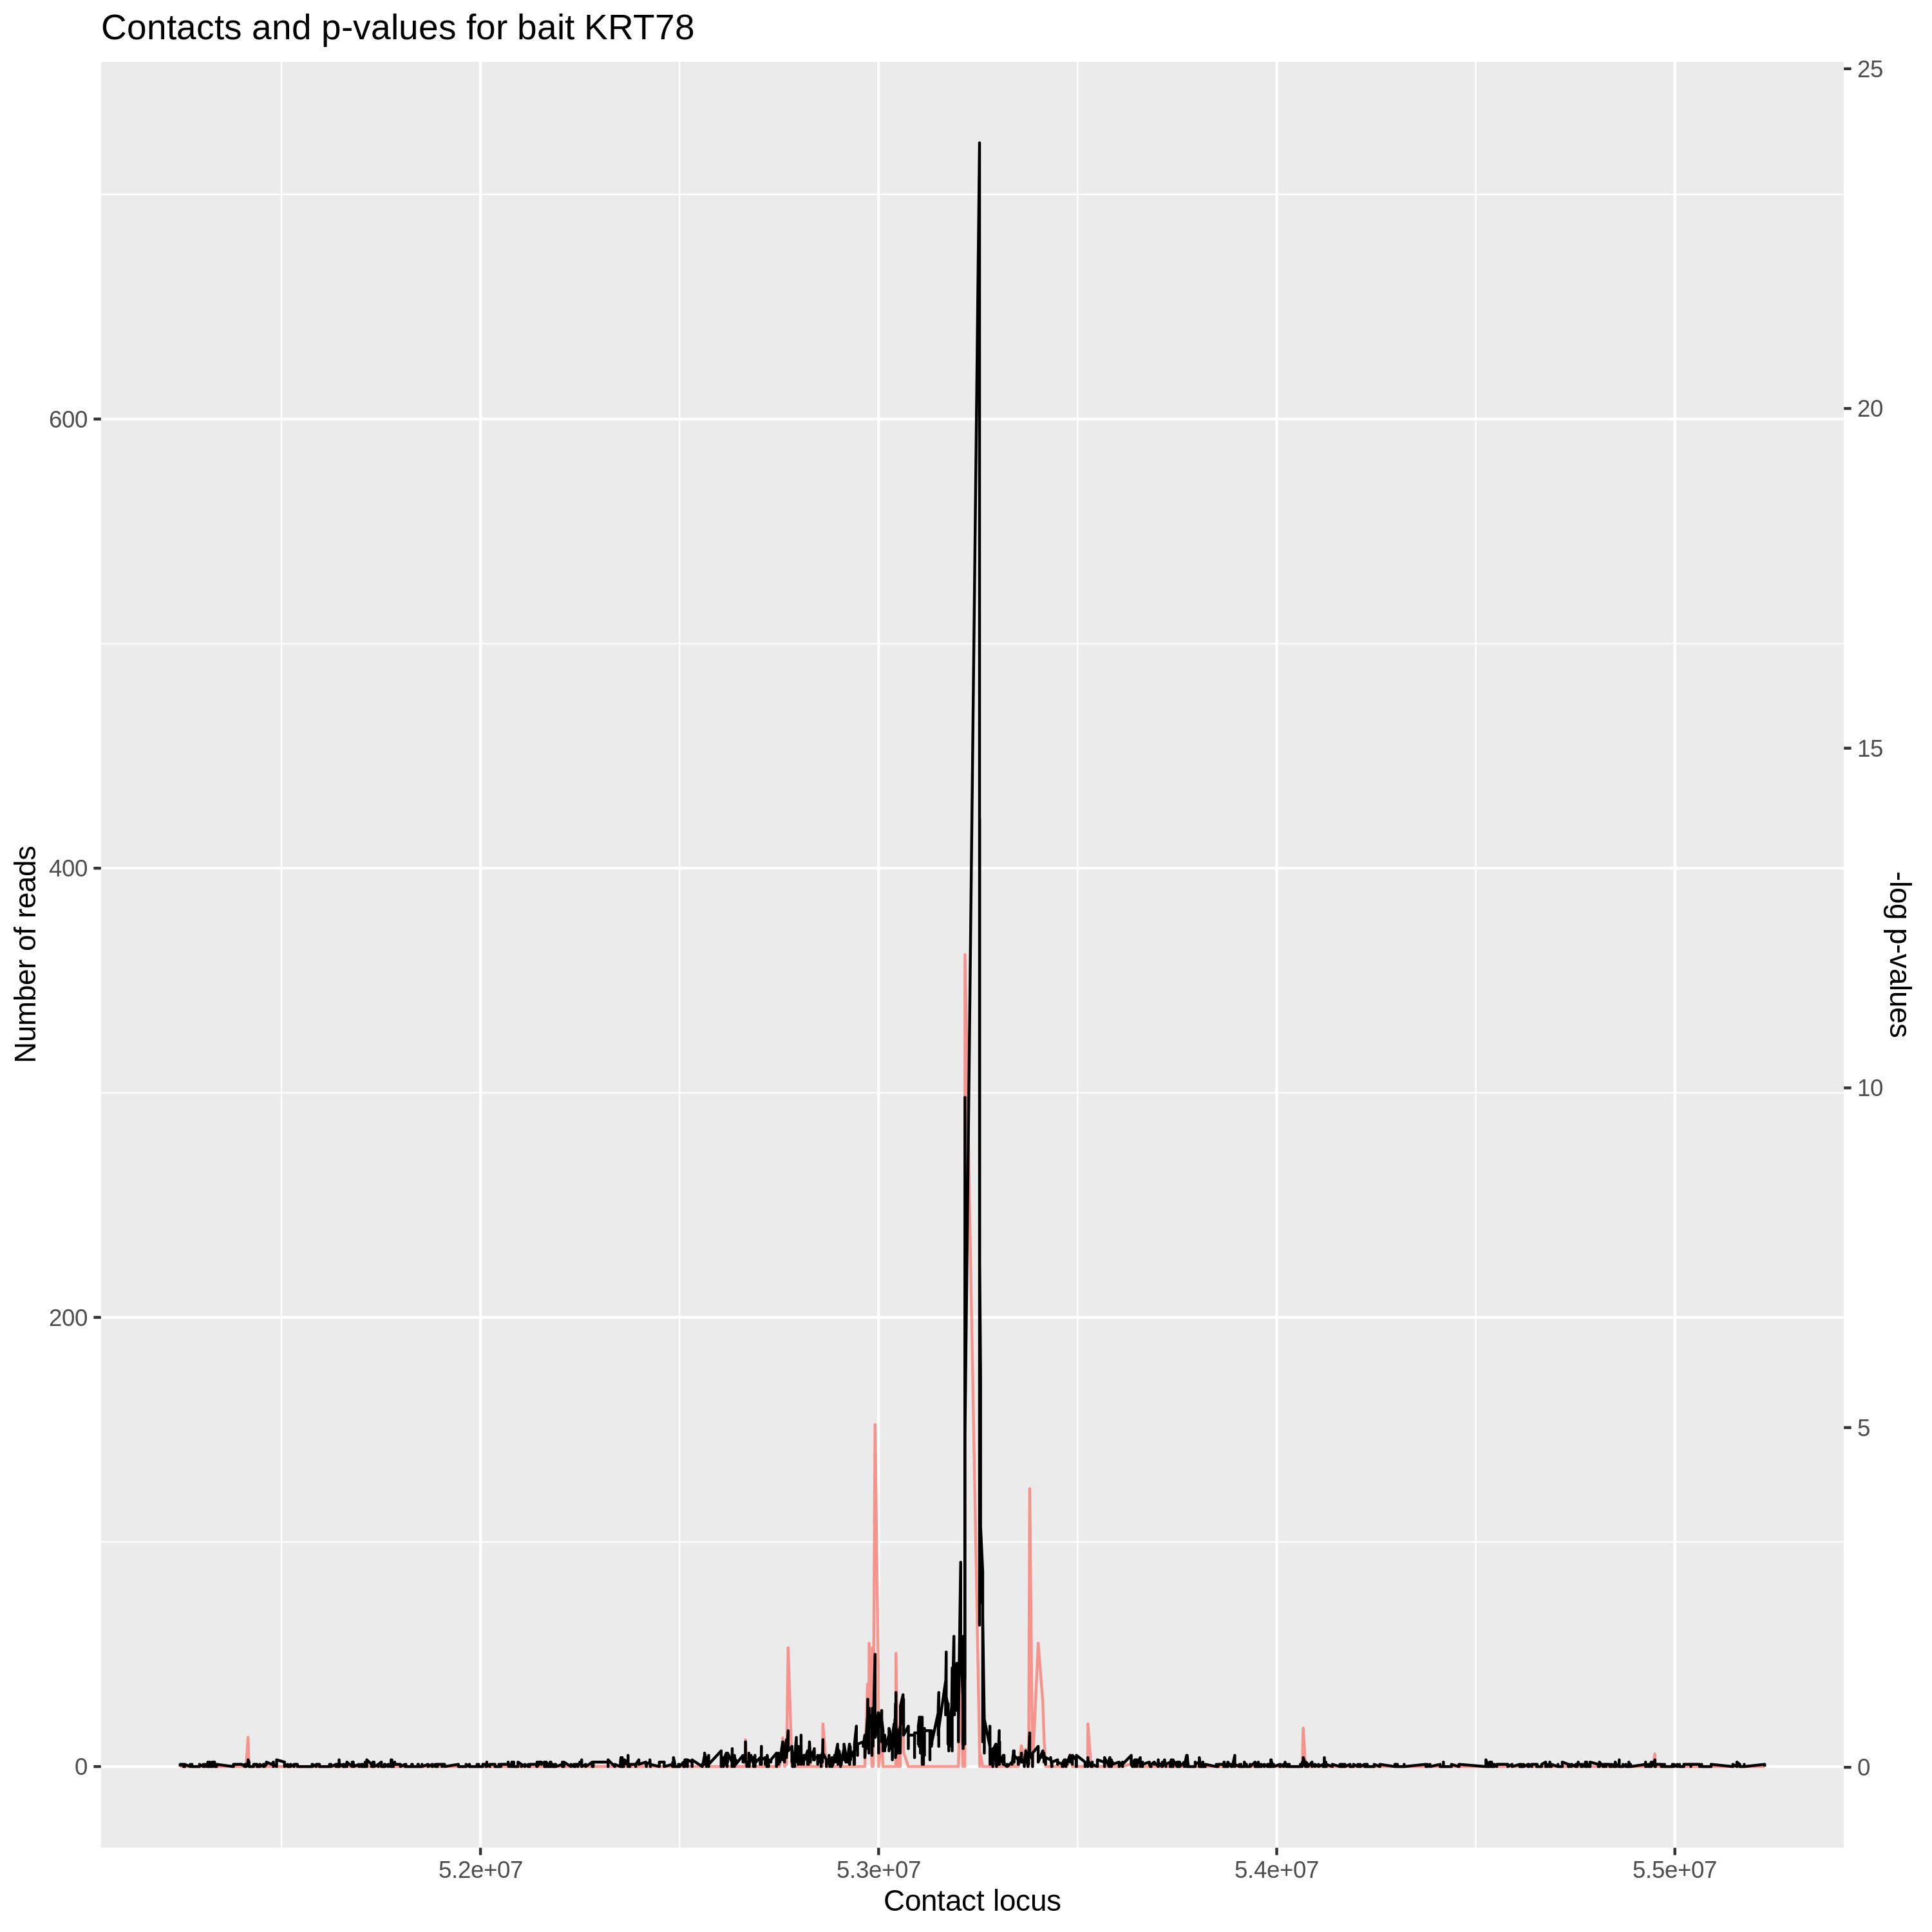 Contacts and p-values for bait KRT78
Number of reads
600
400
200
0
25
20
15
10
5
0
-log p-values
5.2e+07
5.3e+07
5.4e+07
5.5e+07
Contact locus